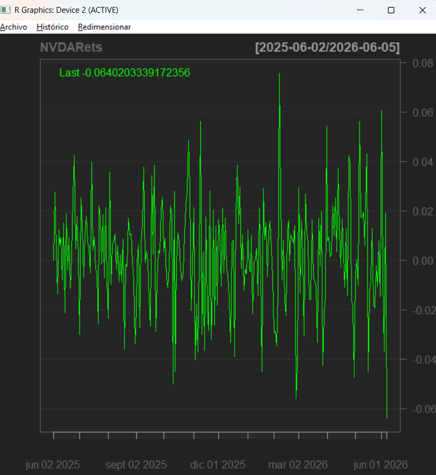 R Graphics: Device 2 (ACTIVE)
Archivo Histórico Redimensionar
NVDARets [2025-06-02/2026-06-05]
Last -0.0640203339172356
0.08
0.06
0.04
0.02
0.00
-0.02
-0.04
-0.06
jun 02 2025 sept 02 2025 dic 01 2025 mar 02 2026 jun 01 2026